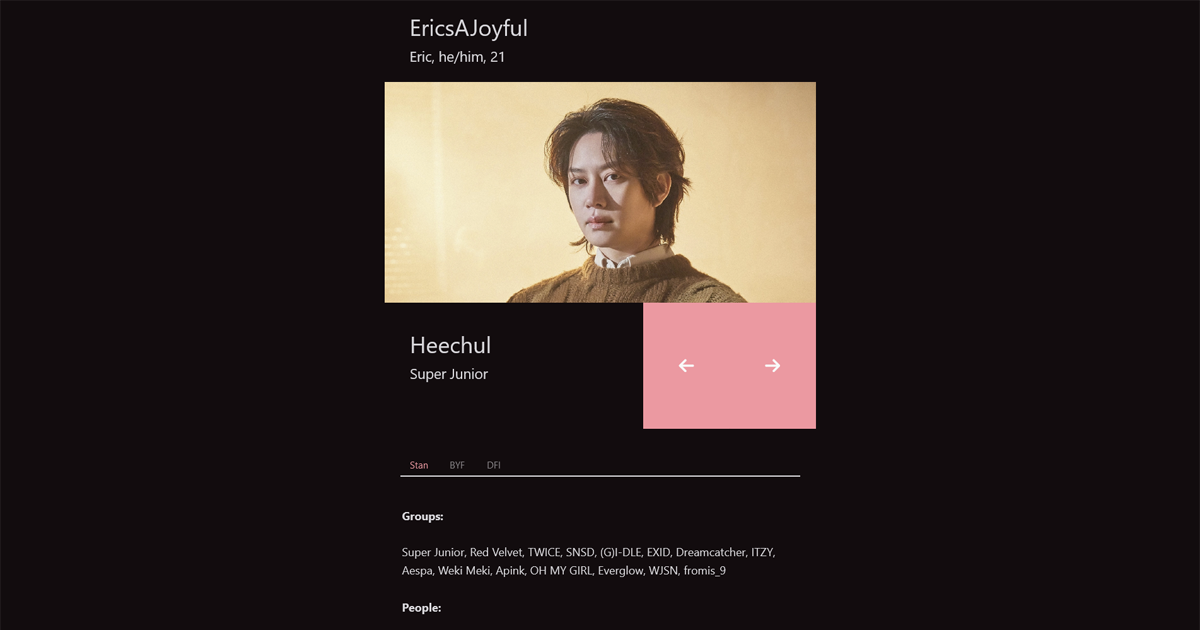 EricsAJoyful
Eric, he/him, 21
Heechul
Super Junior
Stan BYF DFI
Groups:
Super Junior, Red Velvet, TWICE, SNSD, (G)I-DLE, EXID, Dreamcatcher, ITZY,
Aespa, Weki Meki, Apink, OH MY GIRL, Everglow, WJSN, fromis_9
People: